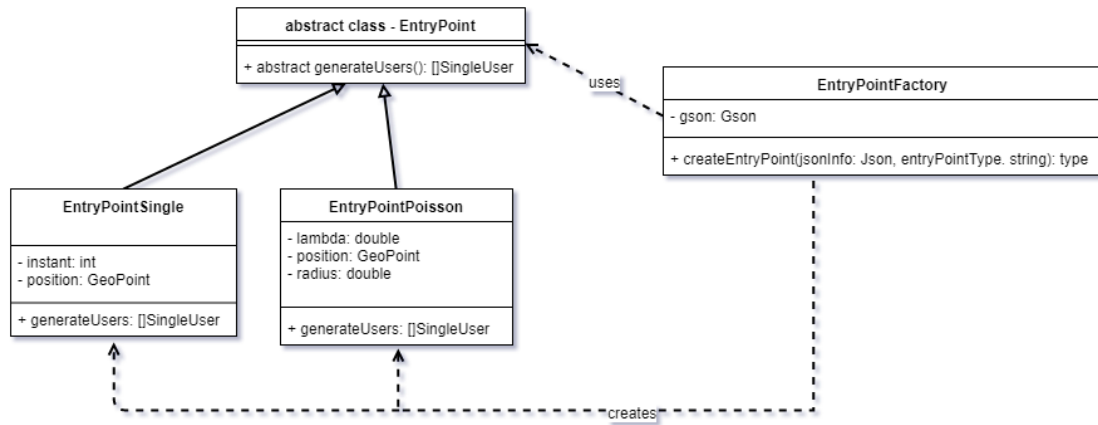 abstract class - EntryPoint
+ abstract generateUsers(): []SingleUser
uses
EntryPointFactory
- gson: Gson
+ createEntryPoint(jsonInfo: Json, entryPointType. string): type
EntryPointSingle
- instant: int
- position: GeoPoint
+ generateUsers: []SingleUser
EntryPointPoisson
- lambda: double
- position: GeoPoint
- radius: double
+ generateUsers: []SingleUser
creates